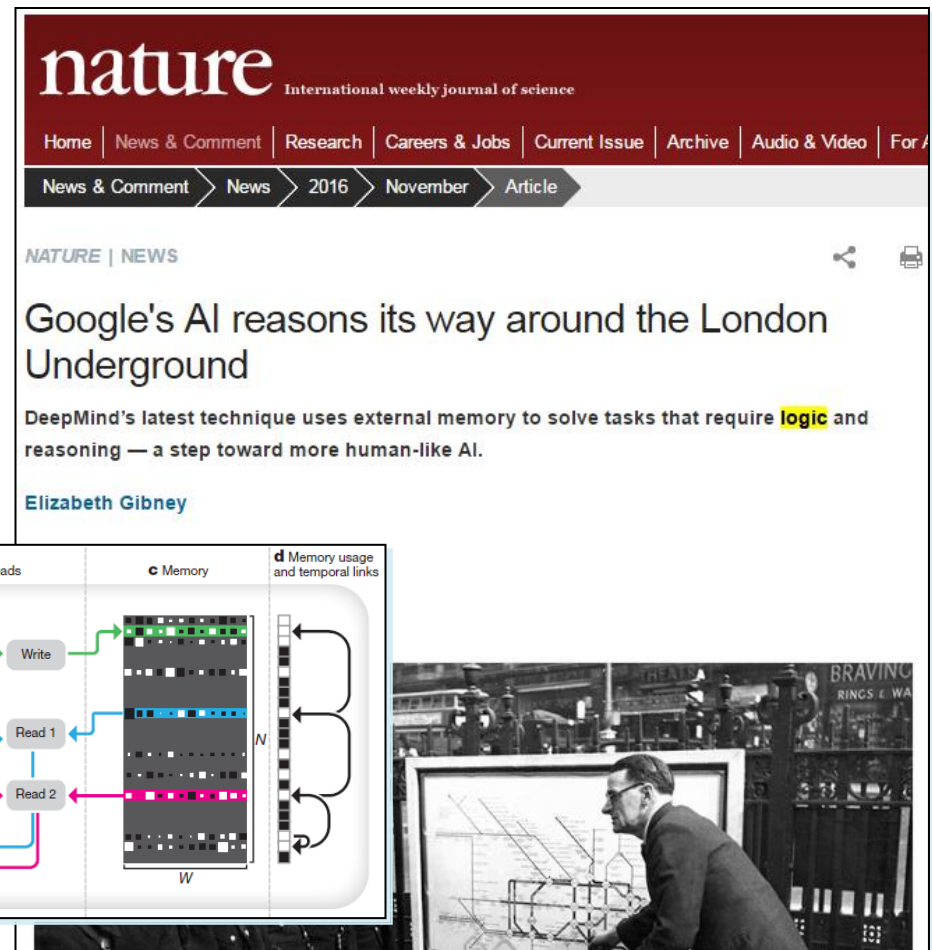 nature International weekly journal of science
Home News & Comment Research Careers & Jobs Current Issue Archive Audio & Video For
News & Comment News 2016 November Article
NATURE | NEWS
Google's AI reasons its way around the London
Underground
DeepMind's latest technique uses external memory to solve tasks that require logic and
reasoning — a step toward more human-like AI.
Elizabeth Gibney
ads
c Memory
d Memory usage
and temporal links
Write
Read 1
N
Read 2
W
BRAVING
RINGS & WA